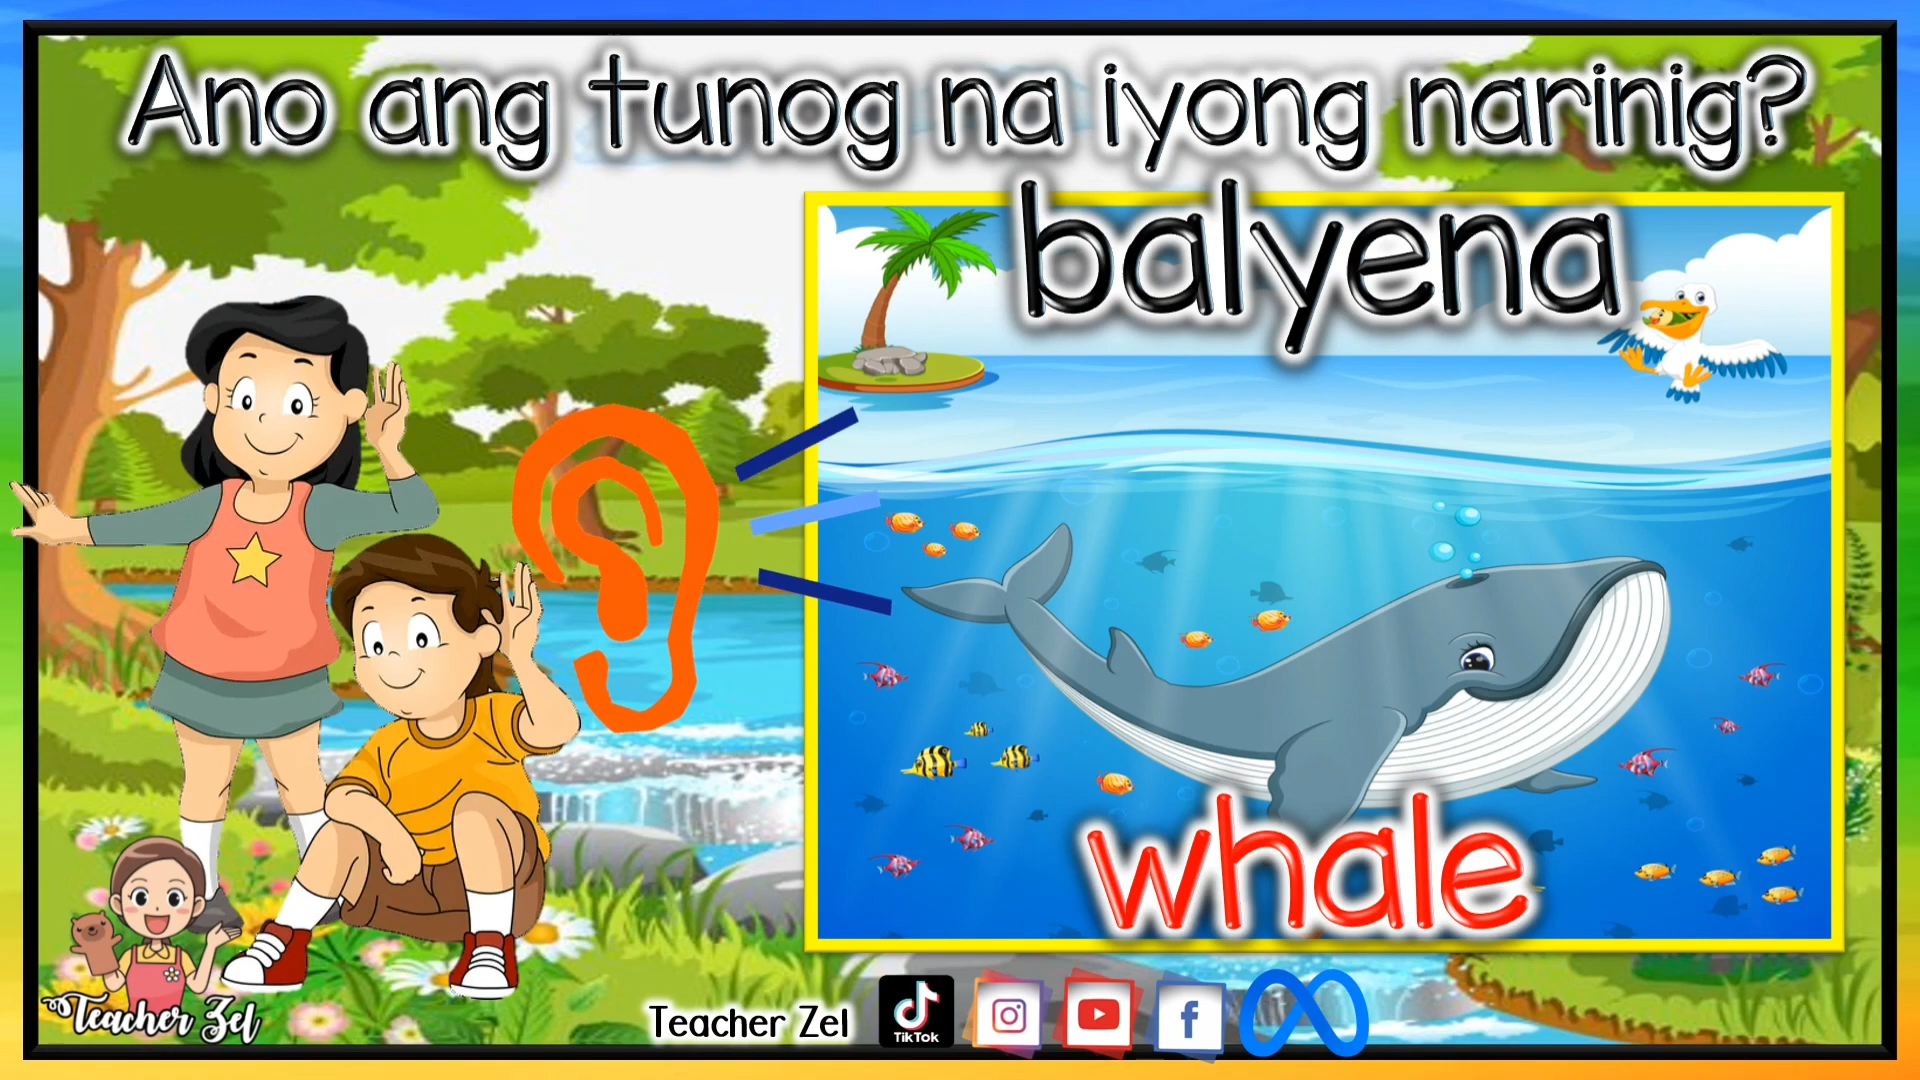 Ano ang tunog na iyong narinig?
balyena
whale
Teacher Zel
Teacher Zel
TikTok